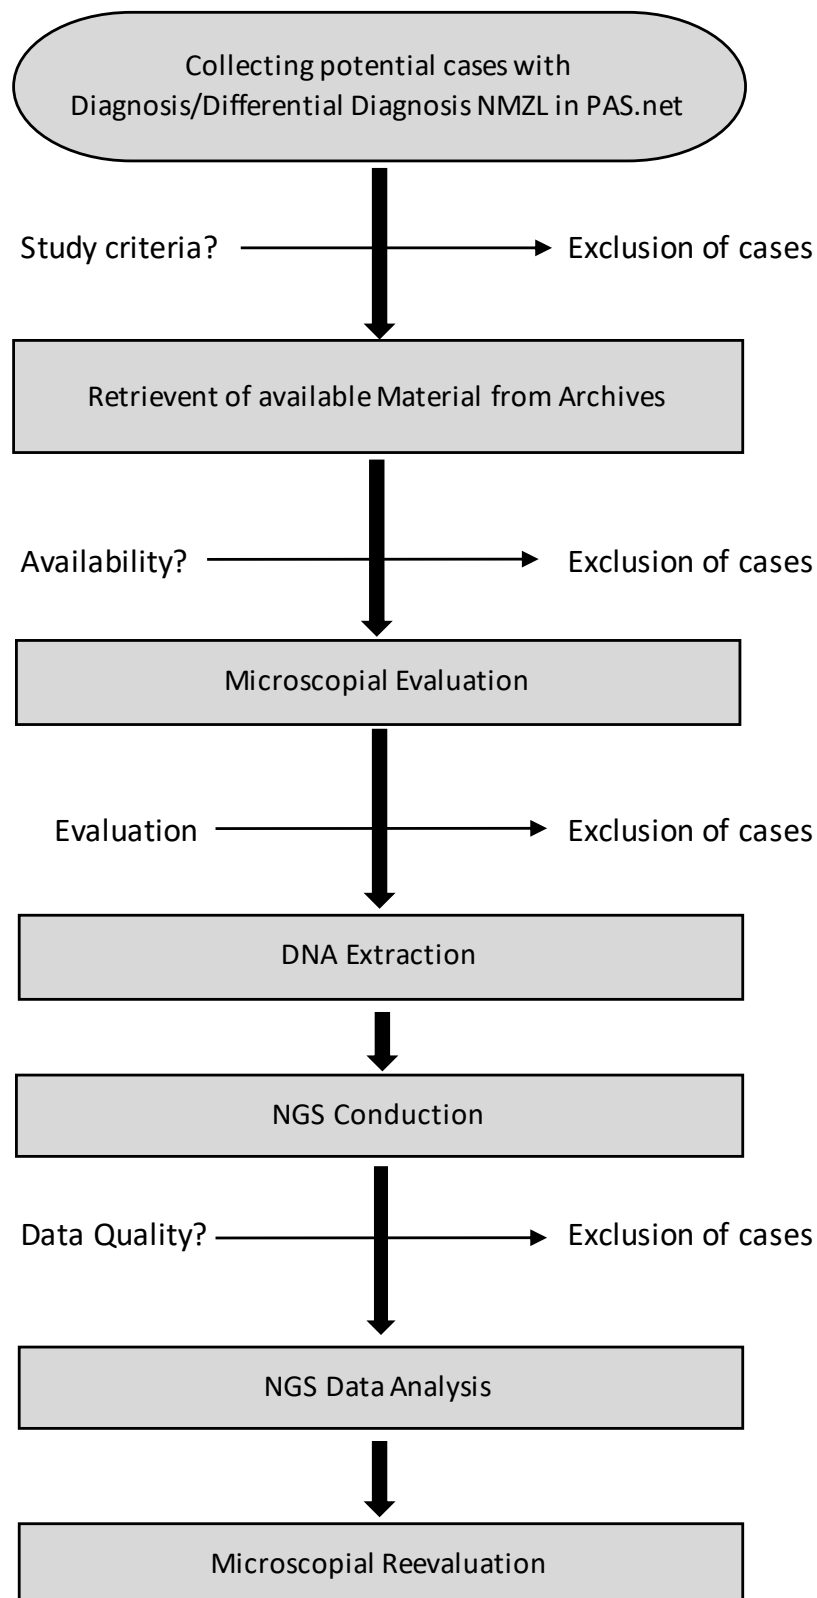 Collecting potential cases with
Diagnosis/Differential Diagnosis NMZL in PAS.net
Study criteria? Exclusion of cases
Retrievent of available Material from Archives
Availability? Exclusion of cases
Microscopial Evaluation
Evaluation Exclusion of cases
DNA Extraction
NGS Conduction
Data Quality? Exclusion of cases
NGS Data Analysis
Microscopial Reevaluation